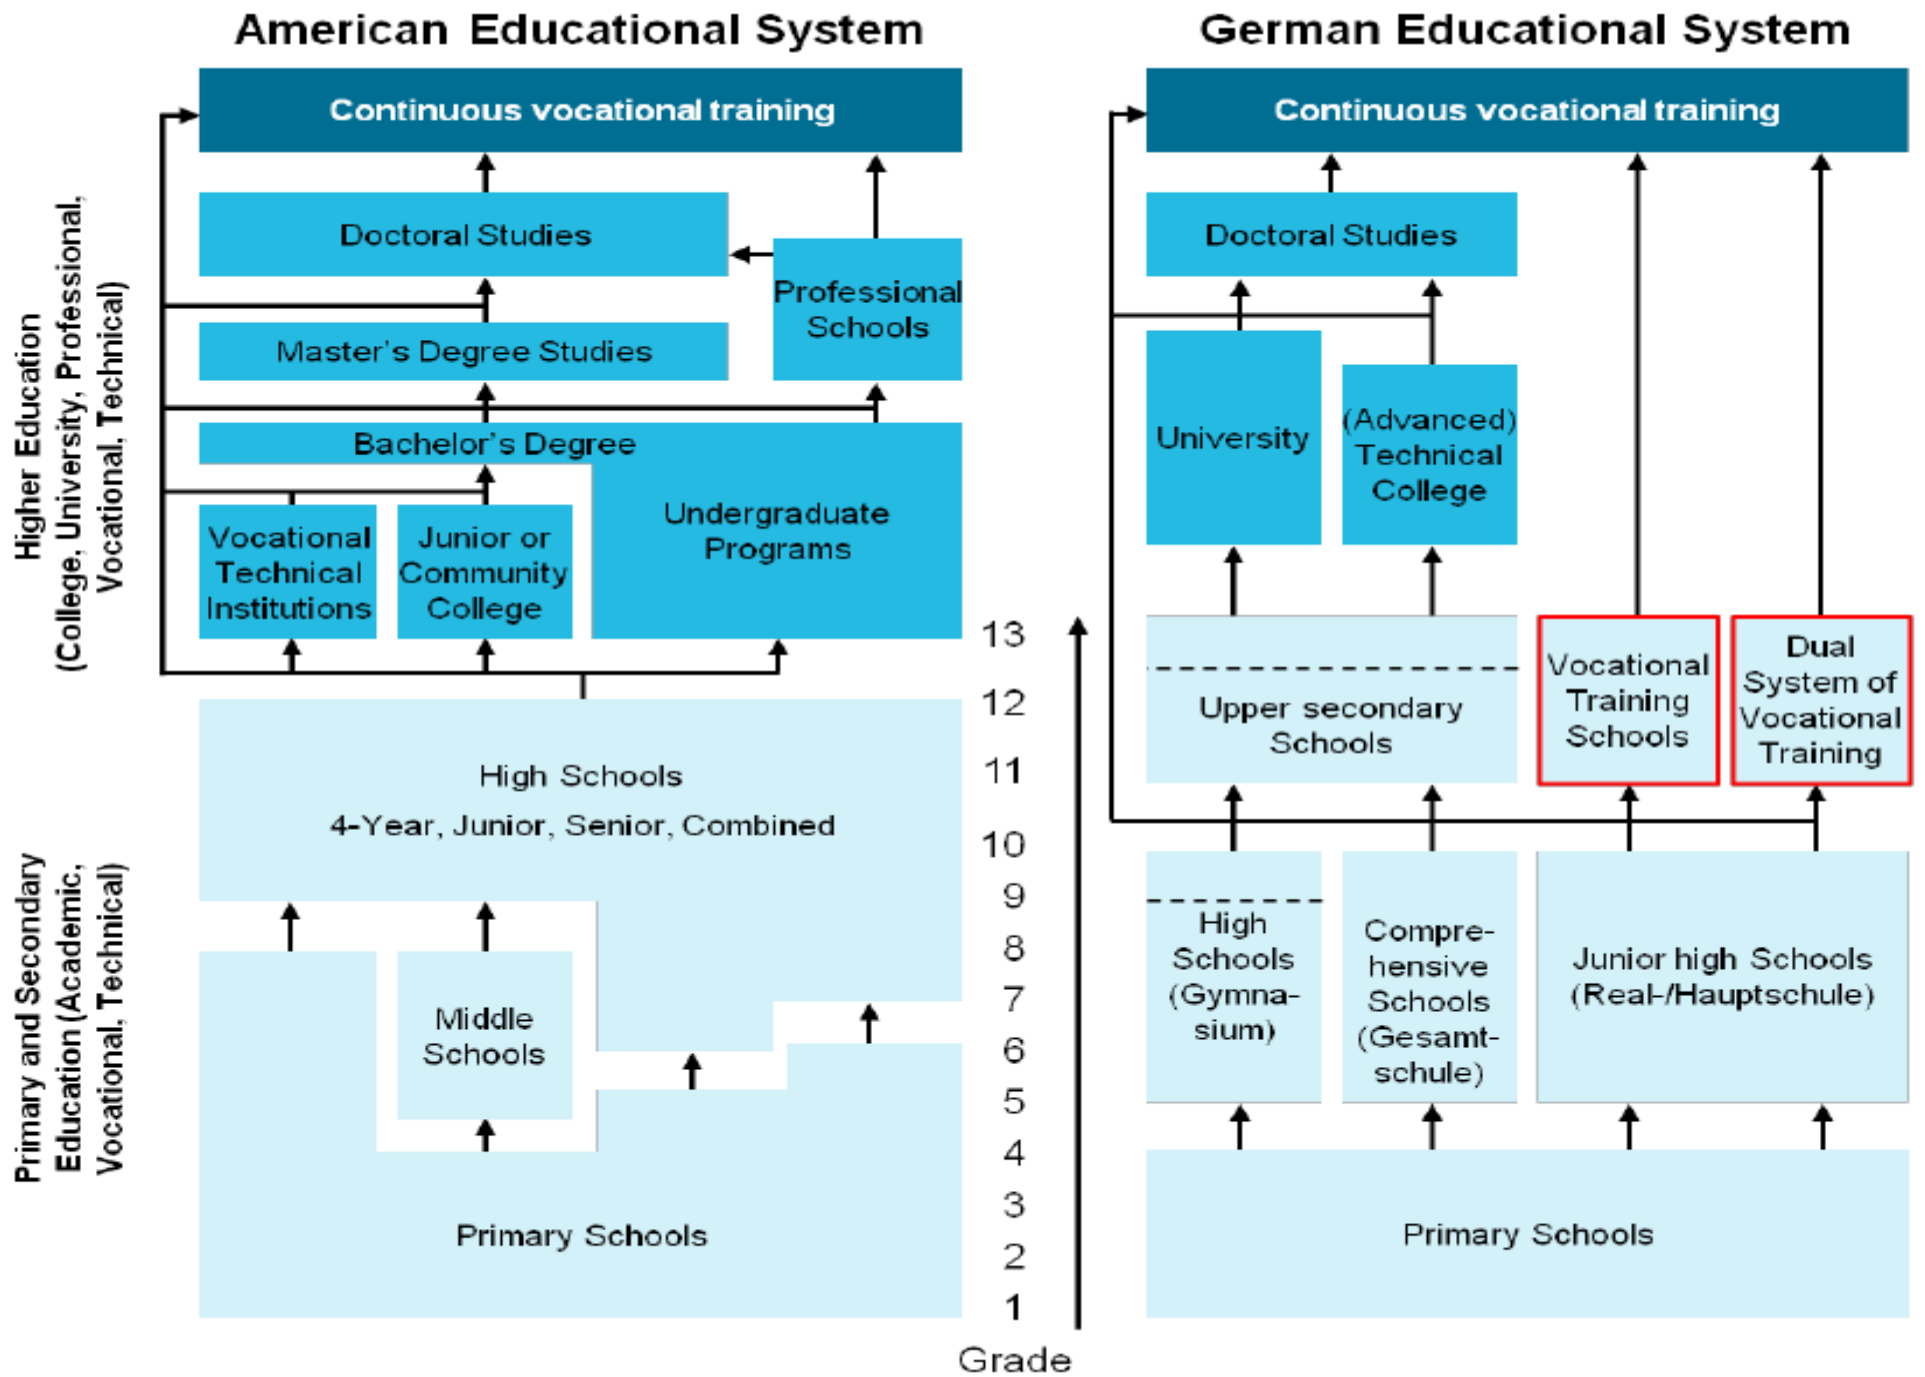 American Educational System
Continuous vocational training
Doctoral Studies
Professional
Schools
Master's Degree Studies
Bachelor's Degree
Undergraduate
Programs
Vocational
Technical
Institutions
Junior or
Community
College
High Schools
4-Year, Junior, Senior, Combined
Middle
Schools
Primary Schools
Higher Education
(College, University, Professional,
Vocational, Technical)
Primary and Secondary
Education (Academic,
Vocational, Technical)
13
12
11
10
9
8
7
6
5
4
3
2
1
Grade
German Educational System
Continuous vocational training
Doctoral Studies
University
(Advanced)
Technical
College
Upper secondary
Schools
Vocational
Training
Schools
Dual
System of
Vocational
Training
High
Schools
(Gymna-
sium)
Compre-
hensive
Schools
(Gesamt-
schule)
Junior high Schools
(Real-/Hauptschule)
Primary Schools